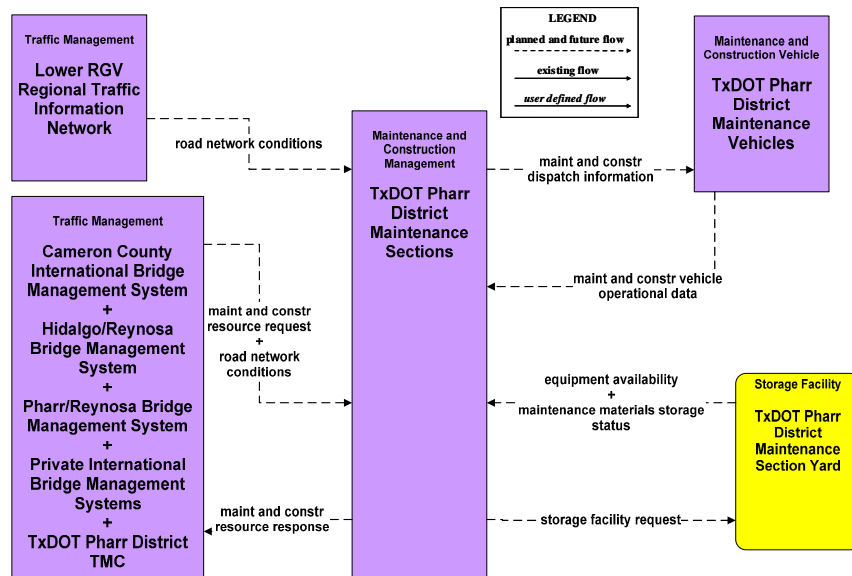 Traffic Management
Lower RGV
Regional Traffic
Information
Network
road network conditions
LEGEND
planned and future flow
existing flow
user defined flow
Maintenance and
Construction Vehicle
TxDOT Pharr
District
Maintenance
Vehicles
Maintenance and
Construction
Management
TxDOT Pharr
District
Maintenance
Sections
maint and constr
dispatch information
maint and constr vehicle
operational data
Traffic Management
Cameron County
International Bridge
Management System
+
Hidalgo/Reynosa
Bridge Management
System
+
Pharr/Reynosa Bridge
Management System
+
Private International
Bridge Management
Systems
+
TxDOT Pharr District
TMC
maint and constr
resource request
+
road network
conditions
maint and constr
resource response
equipment availability
+
maintenance materials storage
status
storage facility request
Storage Facility
TxDOT Pharr
District
Maintenance
Section Yard